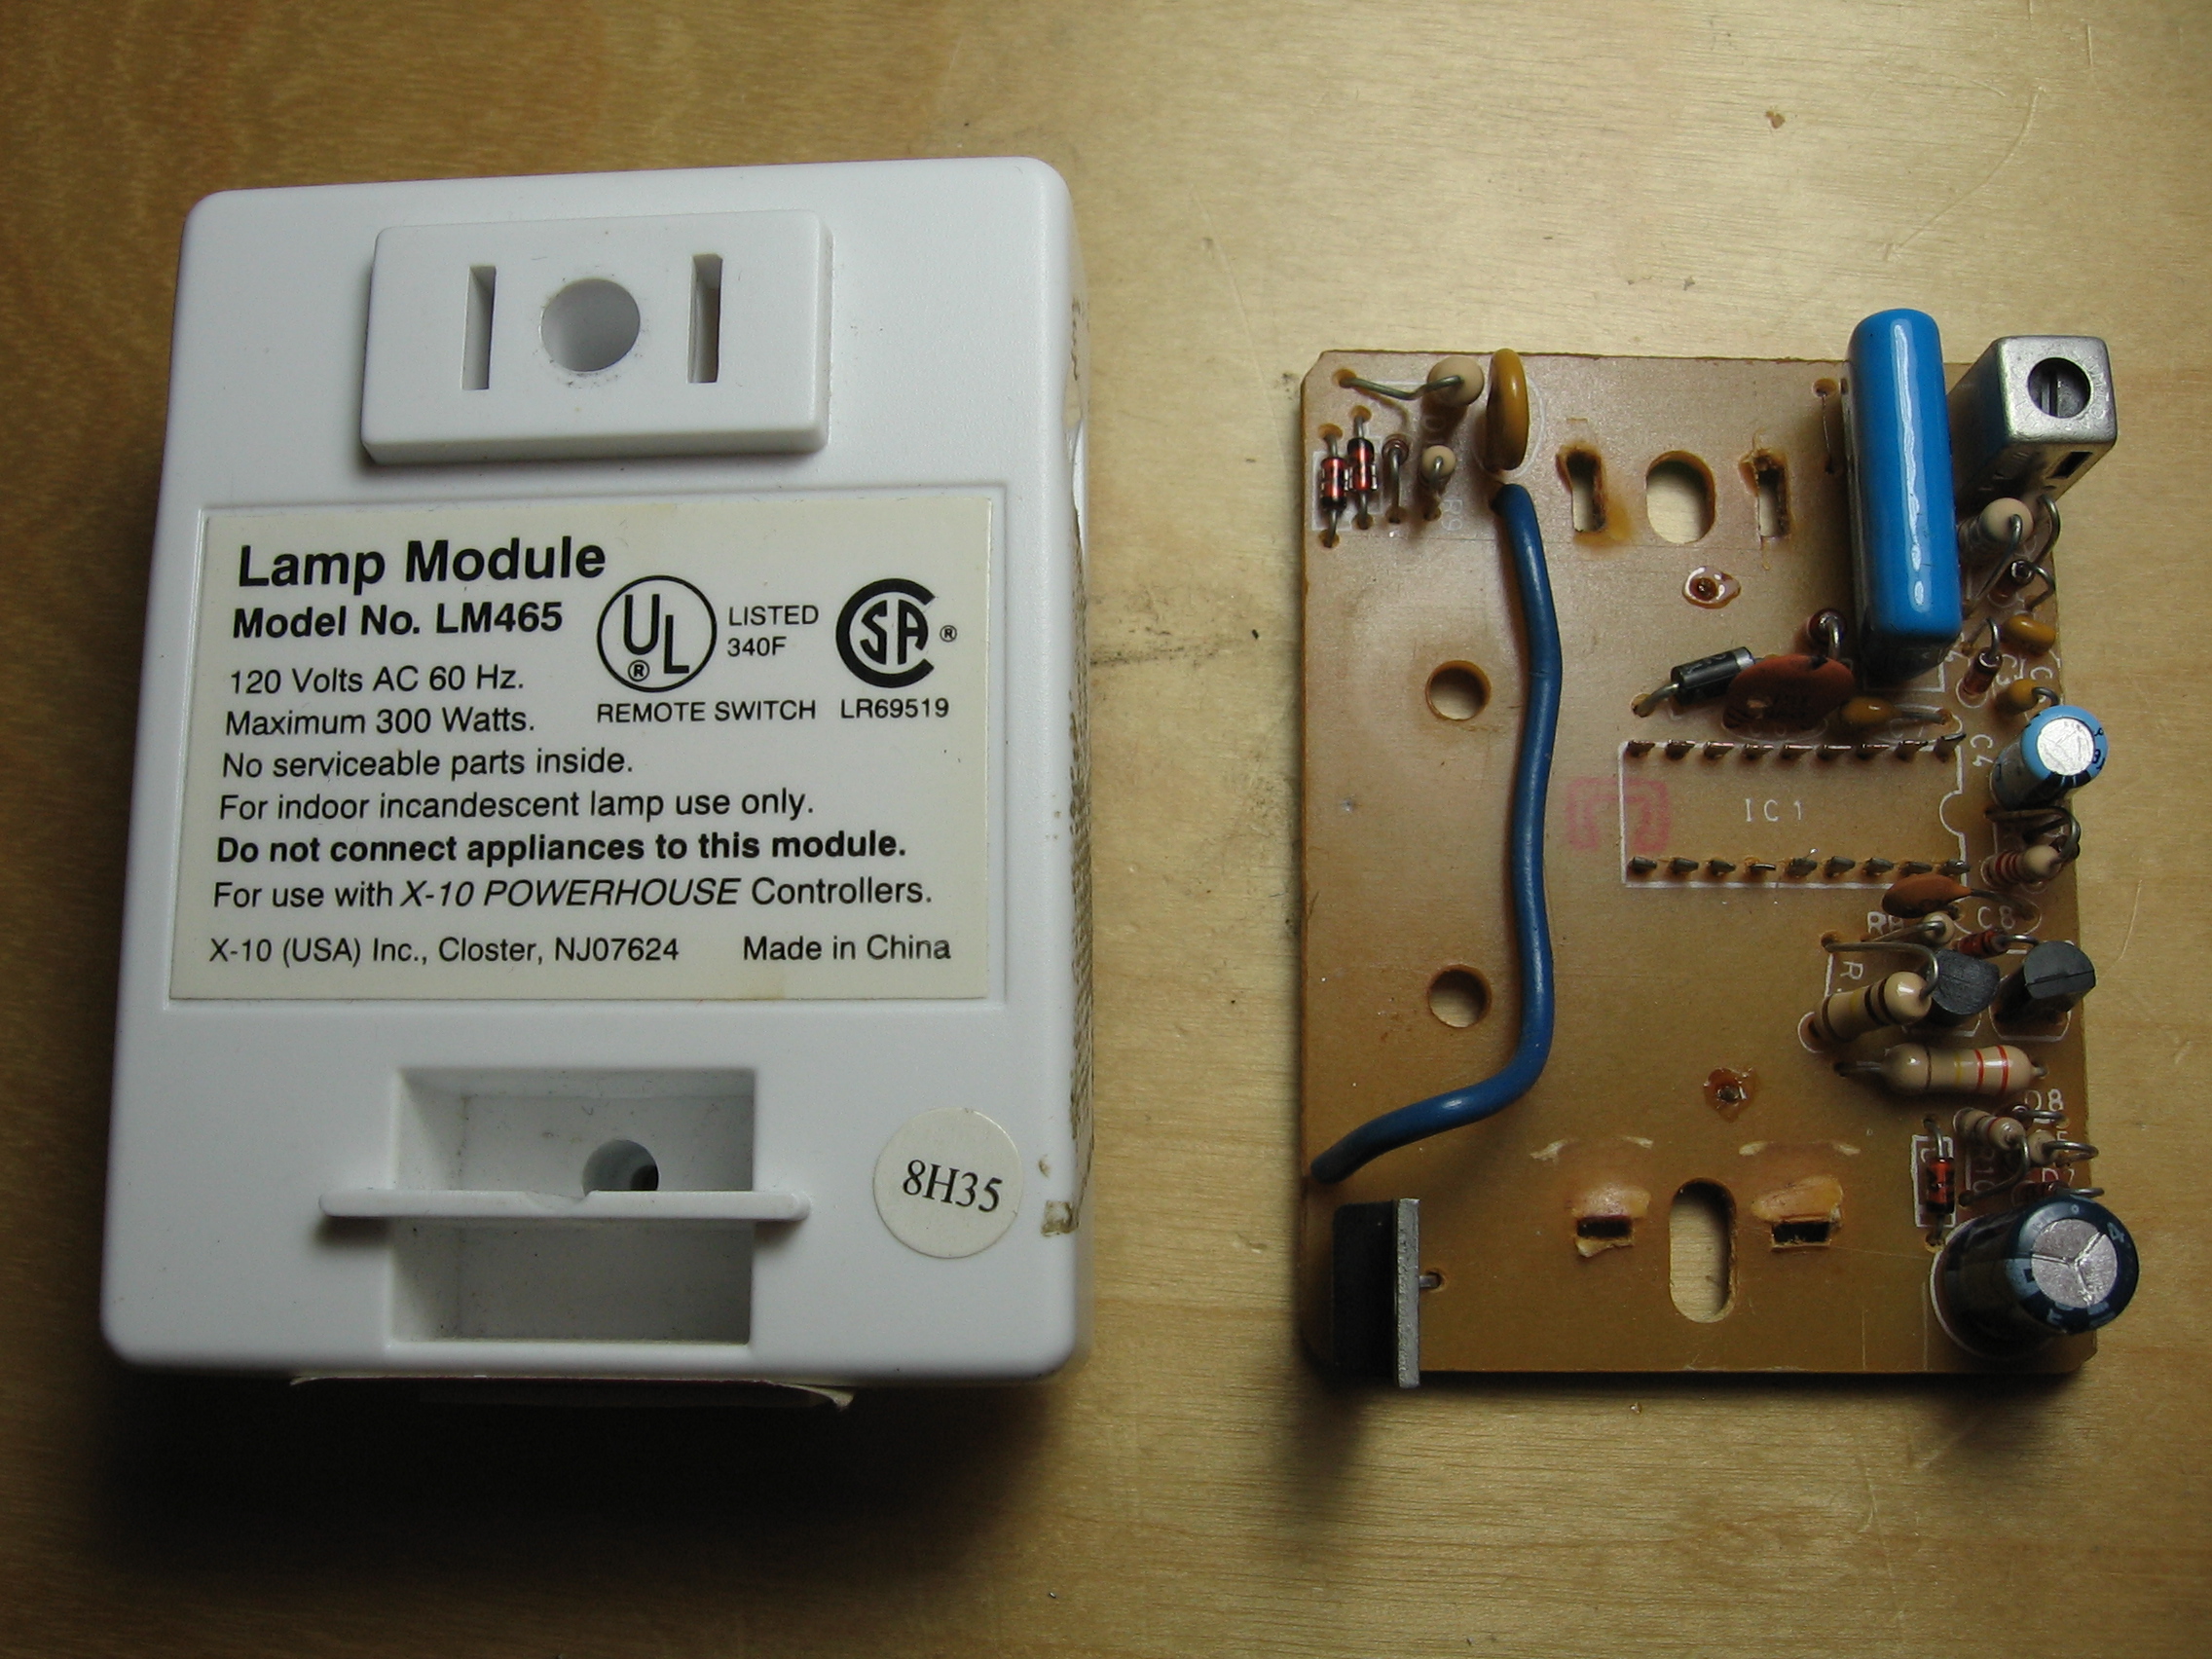 Lamp Module
Model No. LM465
UL ® LISTED 340F
SA ®
120 Volts AC 60 Hz.
Maximum 300 Watts.
REMOTE SWITCH LR69519
No serviceable parts inside.
For indoor incandescent lamp use only.
Do not connect appliances to this module.
For use with X-10 POWERHOUSE Controllers.
X-10 (USA) Inc., Closter, NJ07624 Made in China
8H35
R9
C4
IC1
C8